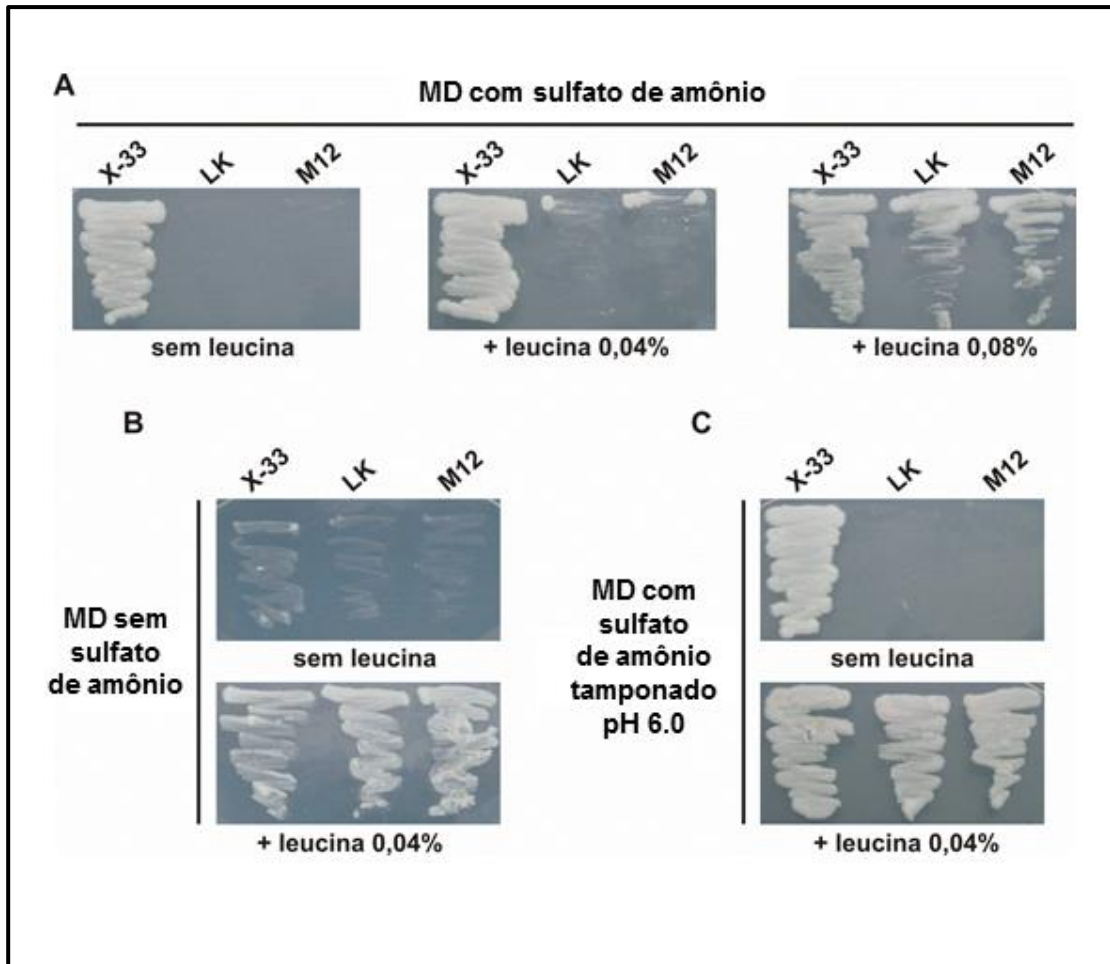 A
MD com sulfato de amônio
X-33 LK M12 X-33 LK M12 X-33 LK M12
sem leucina + leucina 0,04% + leucina 0,08%
B
X-33 LK M12
MD sem
sulfato
de amônio
sem leucina
+ leucina 0,04%
C
X-33 LK M12
MD com
sulfato
de amônio
tamponado
pH 6.0
sem leucina
+ leucina 0,04%